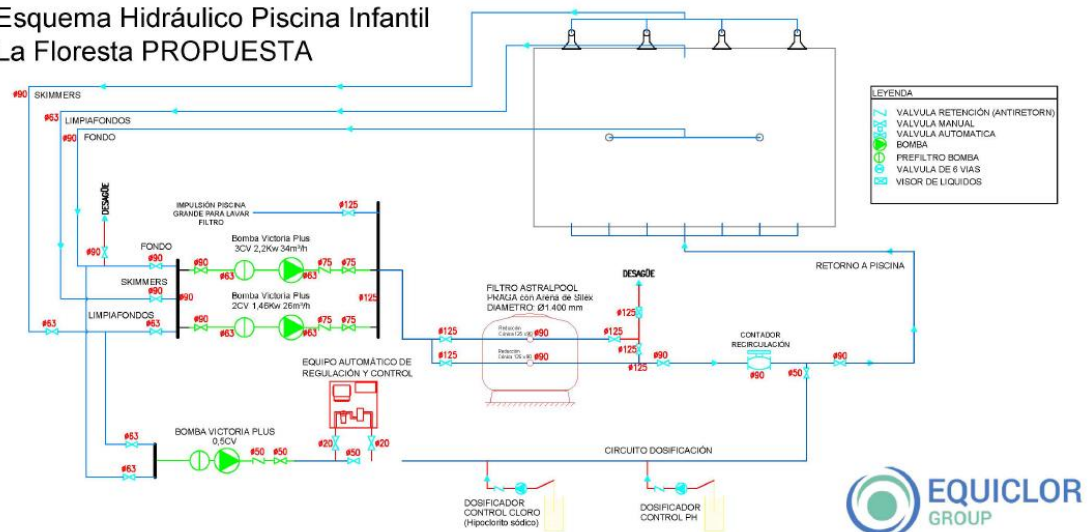 Esquema Hidráulico Piscina Infantil
La Floresta PROPUESTA
ø90 SKIMMERS
ø63 LIMPIAFONDOS
ø90 FONDO
DESAGÜE
ø90
FONDO
ø90
SKIMMERS
ø90
LIMPIAFONDOS
ø63
ø63
IMPULSIÓN PISCINA
GRANDE PARA LAVAR
FILTRO
ø125
Bomba Victoria Plus
3CV 2,2Kw 34m³/h
ø90
ø63
ø63
ø75
ø75
Bomba Victoria Plus
2CV 1,46Kw 26m³/h
ø90
ø63
ø63
ø75
ø75
ø125
EQUIPO AUTOMÁTICO DE
REGULACIÓN Y CONTROL
ø20
ø20
ø50
BOMBA VICTORIA PLUS
0,5CV
ø50
ø50
ø63
ø63
FILTRO ASTRALPOOL
PRAGA con Arena de Silex
DIAMETRO: Ø1.400 mm
ø125
ø125
ø90
ø90
ø125
DESAGÜE
ø125
ø125
ø125
ø90
CONTADOR
RECIRCULACIÓN
ø90
ø50
ø90
RETORNO A PISCINA
CIRCUITO DOSIFICACIÓN
DOSIFICADOR
CONTROL CLORO
(Hipoclorito sódico)
DOSIFICADOR
CONTROL PH
LEYENDA
VALVULA RETENCIÓN (ANTIRETORN)
VALVULA MANUAL
VALVULA AUTOMATICA
BOMBA
PREFILTRO BOMBA
VALVULA DE 6 VIAS
VISOR DE LIQUIDOS
EQUICLOR
GROUP